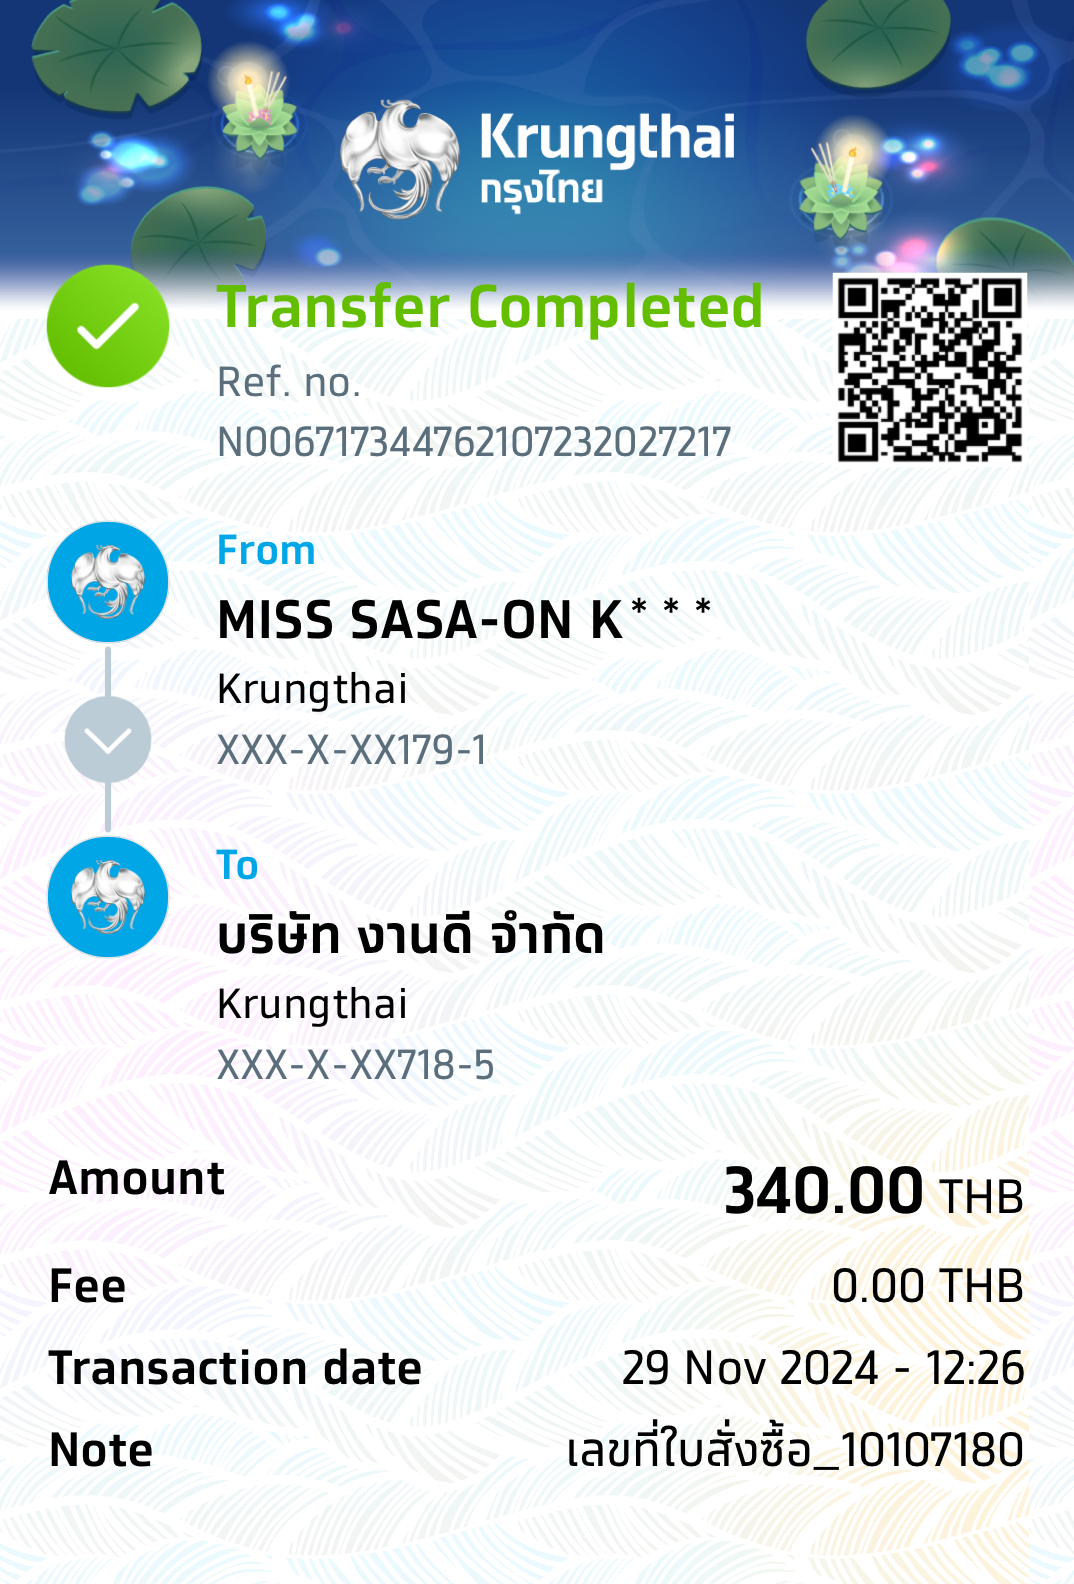 Krungthai
กรุงไทย
Transfer Completed
Ref. no.
N00671734476210723202721​7
From
MISS SASA-ON K***
Krungthai
XXX-X-XX179-1
To
บริษัท งานดี จำกัด
Krungthai
XXX-X-XX718-5
Amount 340.00 THB
Fee 0.00 THB
Transaction date 29 Nov 2024 - 12:26
Note เลขที่ใบสั่งซื้อ_10107180